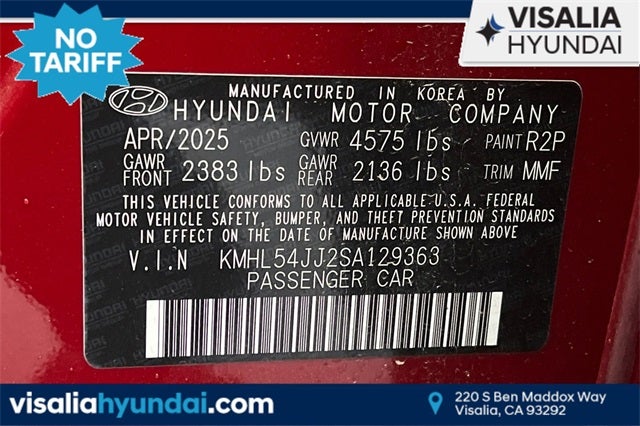 NO
TARIFF
VISALIA
HYUNDAI
MANUFACTURED IN KOREA BY
HYUNDAI MOTOR COMPANY
APR/2025 GVWR 4575 lbs PAINT R2P
GAWR FRONT 2383 lbs GAWR REAR 2136 lbs TRIM MMF
THIS VEHICLE CONFORMS TO ALL APPLICABLE U.S.A. FEDERAL
MOTOR VEHICLE SAFETY, BUMPER, AND THEFT PREVENTION STANDARDS
IN EFFECT ON THE DATE OF MANUFACTURE SHOWN ABOVE.
V.I.N KMHL54JJ2SA129363
PASSENGER CAR
visaliahyundai.com
220 S Ben Maddox Way
Visalia, CA 93292